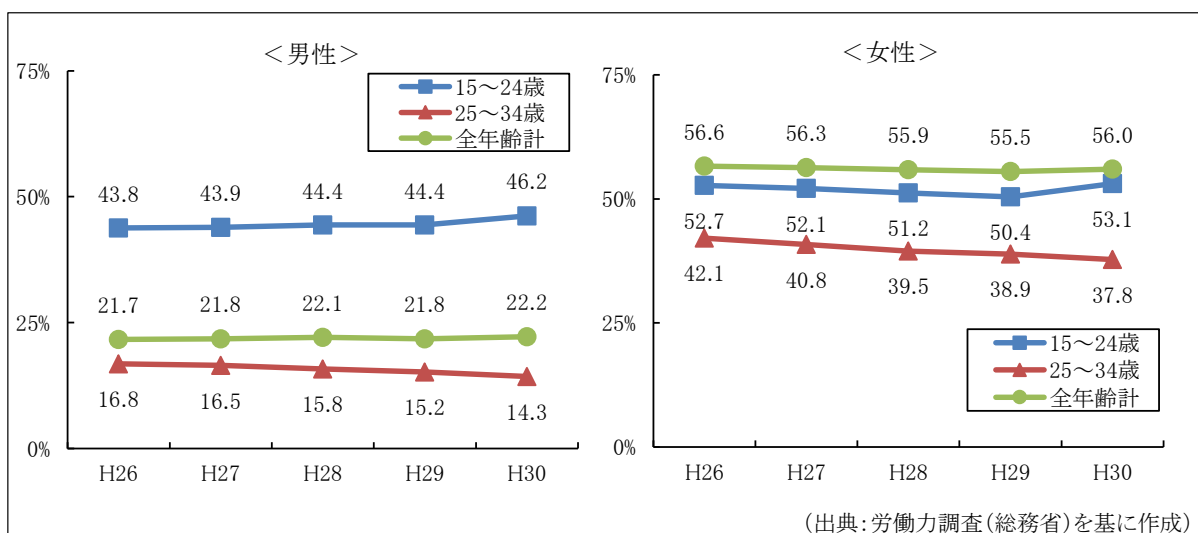 ＜男性＞
75%
50%
25%
0%
15～24歳
25～34歳
全年齢計
43.8 43.9 44.4 44.4 46.2
21.7 21.8 22.1 21.8 22.2
16.8 16.5 15.8 15.2 14.3
H26 H27 H28 H29 H30
＜女性＞
75%
50%
25%
0%
56.6 56.3 55.9 55.5 56.0
52.7 52.1 51.2 50.4 53.1
42.1 40.8 39.5 38.9 37.8
15～24歳
25～34歳
全年齢計
H26 H27 H28 H29 H30
（出典：労働力調査（総務省）を基に作成）